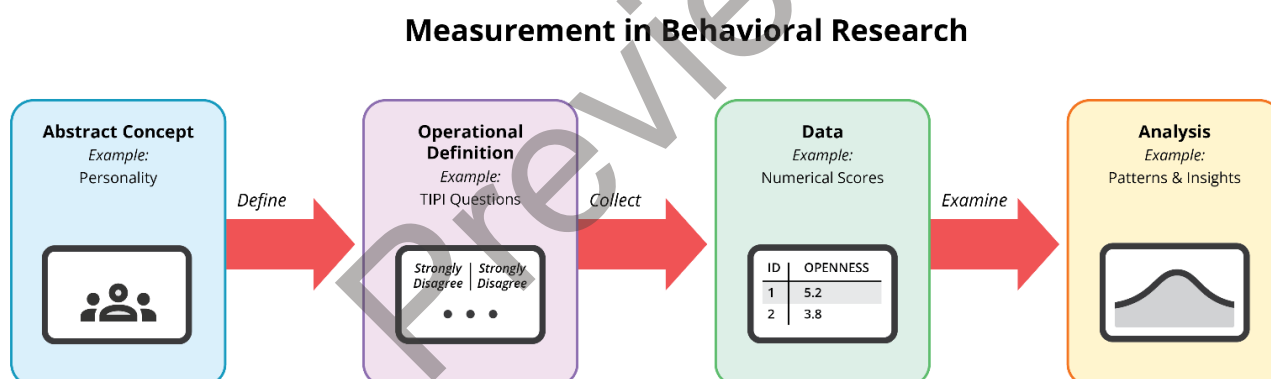 Measurement in Behavioral Research
Abstract Concept
Example:
Personality
Define
Operational
Definition
Example:
TIPI Questions
Strongly Strongly
Disagree Disagree
Collect
Data
Example:
Numerical Scores
ID OPENNESS
1 5.2
2 3.8
Examine
Analysis
Example:
Patterns & Insights
Previe